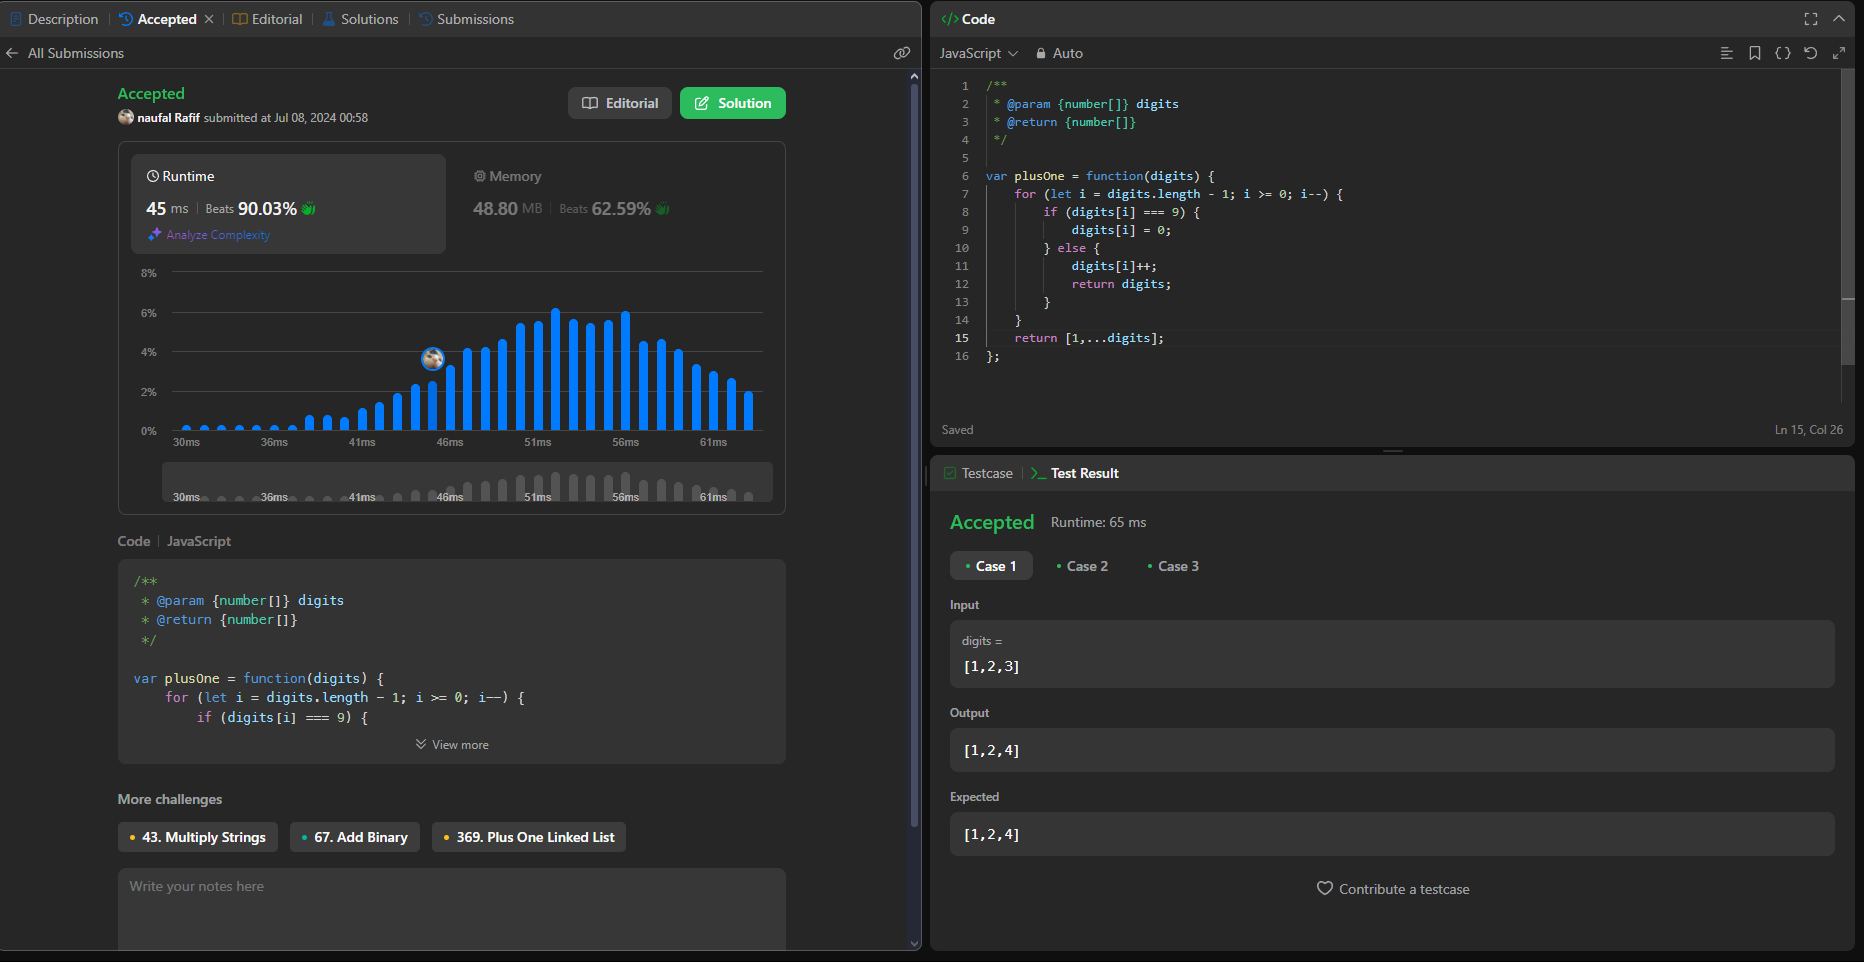 Description
Accepted
Editorial
Solutions
Submissions
All Submissions
Accepted
naufal Rafif submitted at Jul 08, 2024 00:58
Editorial
Solution
Runtime
45 ms | Beats 90.03%
Analyze Complexity
Memory
48.80 MB | Beats 62.59%
8%
6%
4%
2%
0%
30ms 36ms 41ms 46ms 51ms 56ms 61ms
30ms 36ms 41ms 46ms 51ms 56ms 61ms
Code | JavaScript
/**
 * @param {number[]} digits
 * @return {number[]}
 */
var plusOne = function(digits) {
    for (let i = digits.length - 1; i >= 0; i--) {
        if (digits[i] === 9) {
View more
More challenges
43. Multiply Strings
67. Add Binary
369. Plus One Linked List
Write your notes here
</> Code
JavaScript
Auto
1 /**
2  * @param {number[]} digits
3  * @return {number[]}
4  */
5
6 var plusOne = function(digits) {
7     for (let i = digits.length - 1; i >= 0; i--) {
8         if (digits[i] === 9) {
9             digits[i] = 0;
10         } else {
11             digits[i]++;
12             return digits;
13         }
14     }
15     return [1,...digits];
16 };
Saved
Ln 15, Col 26
Testcase
>_ Test Result
Accepted
Runtime: 65 ms
Case 1
Case 2
Case 3
Input
digits =
[1,2,3]
Output
[1,2,4]
Expected
[1,2,4]
Contribute a testcase